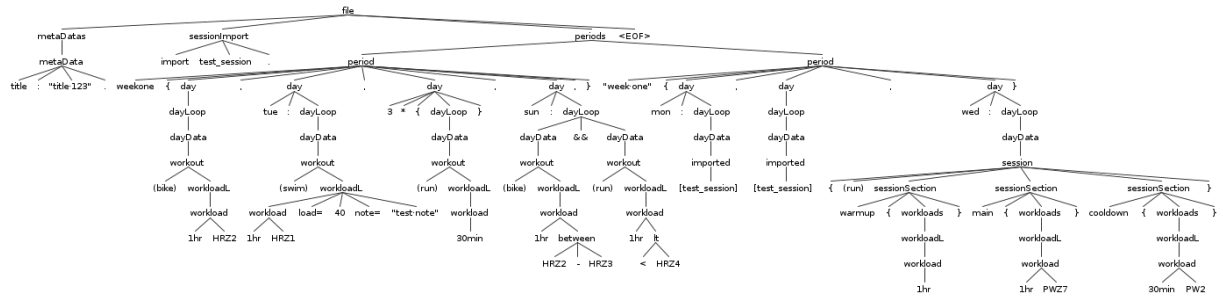 file
metaDatas sessionImport periods <EOF>
metaData import test_session . period period
title : "title·123" . weekone { day , day , day , day , } "week·one" { day , day , day }
dayLoop tue : dayLoop 3 * { dayLoop } sun : dayLoop mon : dayLoop dayLoop wed : dayLoop
dayData dayData dayData dayData && dayData dayData dayData dayData
workout workout workout workout workout imported imported session
(bike) workloadL (swim) workloadL (run) workloadL (bike) workloadL (run) workloadL [test_session] [test_session] { (run) sessionSection sessionSection sessionSection }
workload workload load= 40 note= "test·note" workload workload workload warmup { workloads } main { workloads } cooldown { workloads }
1hr HRZ2 1hr HRZ1 30min 1hr between 1hr lt workloadL workloadL workloadL
HRZ2 - HRZ3 < HRZ4 workload workload workload
1hr 1hr PWZ7 30min PW2